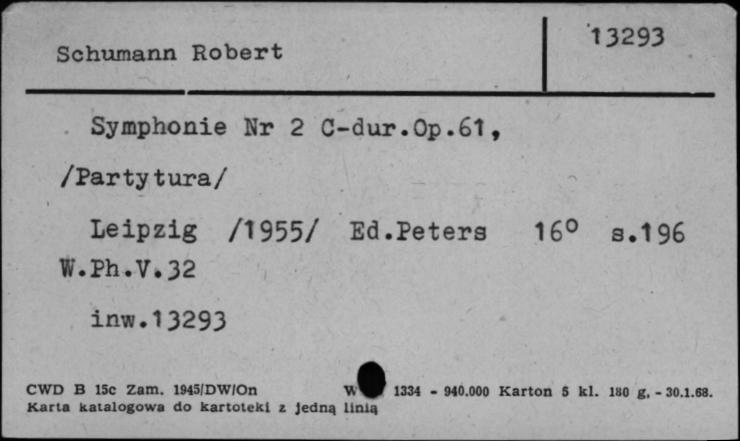 Schumann Robert 13293
Symphonie Nr 2 C-dur.Op.61,
/Partytura/
Leipzig /1955/ Ed.Peters 16º s.196
W.Ph.V.32
inw.13293
CWD B 15c Zam. 1945/DW/On W 1334 - 940.000 Karton 5 kl. 180 g. - 30.1.68.
Karta katalogowa do kartoteki z jedną linią